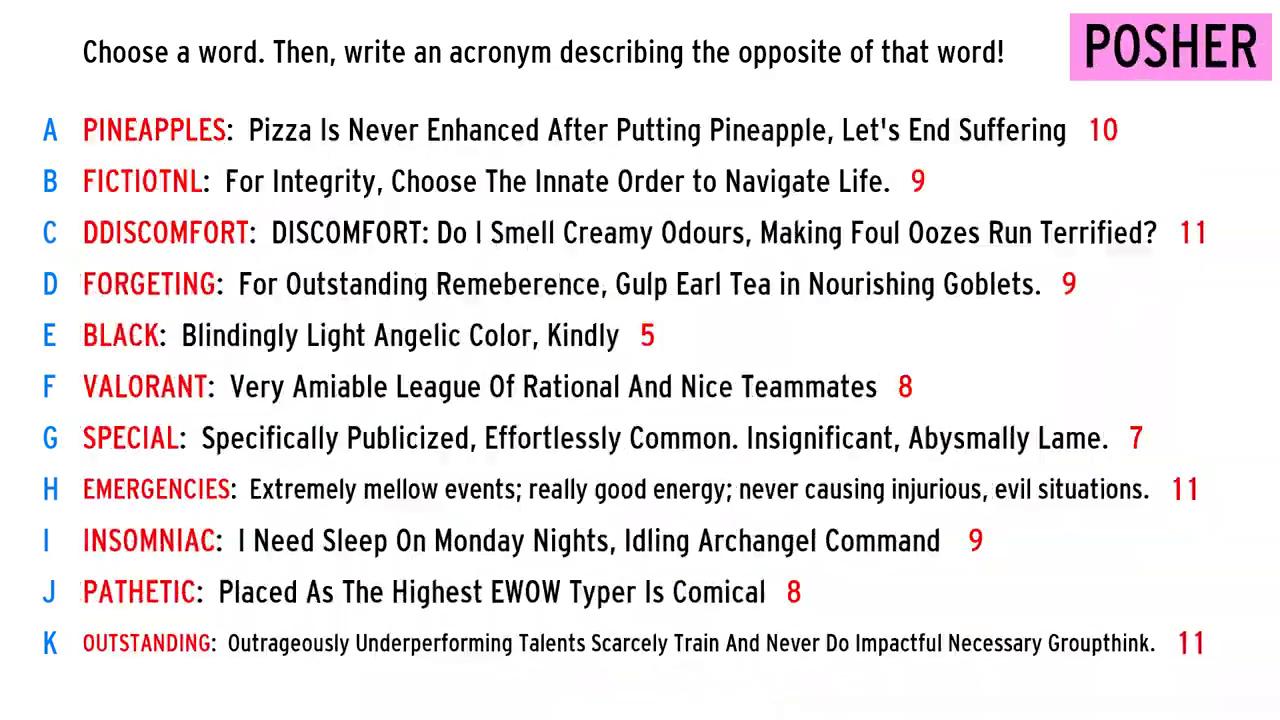 Choose a word. Then, write an acronym describing the opposite of that word!
POSHER
A PINEAPPLES: Pizza Is Never Enhanced After Putting Pineapple, Let's End Suffering 10
B FICTIOTNL: For Integrity, Choose The Innate Order to Navigate Life. 9
C DDISCOMFORT: DISCOMFORT: Do I Smell Creamy Odours, Making Foul Oozes Run Terrified? 11
D FORGETING: For Outstanding Remeberence, Gulp Earl Tea in Nourishing Goblets. 9
E BLACK: Blindingly Light Angelic Color, Kindly 5
F VALORANT: Very Amiable League Of Rational And Nice Teammates 8
G SPECIAL: Specifically Publicized, Effortlessly Common. Insignificant, Abysmally Lame. 7
H EMERGENCIES: Extremely mellow events; really good energy; never causing injurious, evil situations. 11
I INSOMNIAC: I Need Sleep On Monday Nights, Idling Archangel Command 9
J PATHETIC: Placed As The Highest EWOW Typer Is Comical 8
K OUTSTANDING: Outrageously Underperforming Talents Scarcely Train And Never Do Impactful Necessary Groupthink. 11